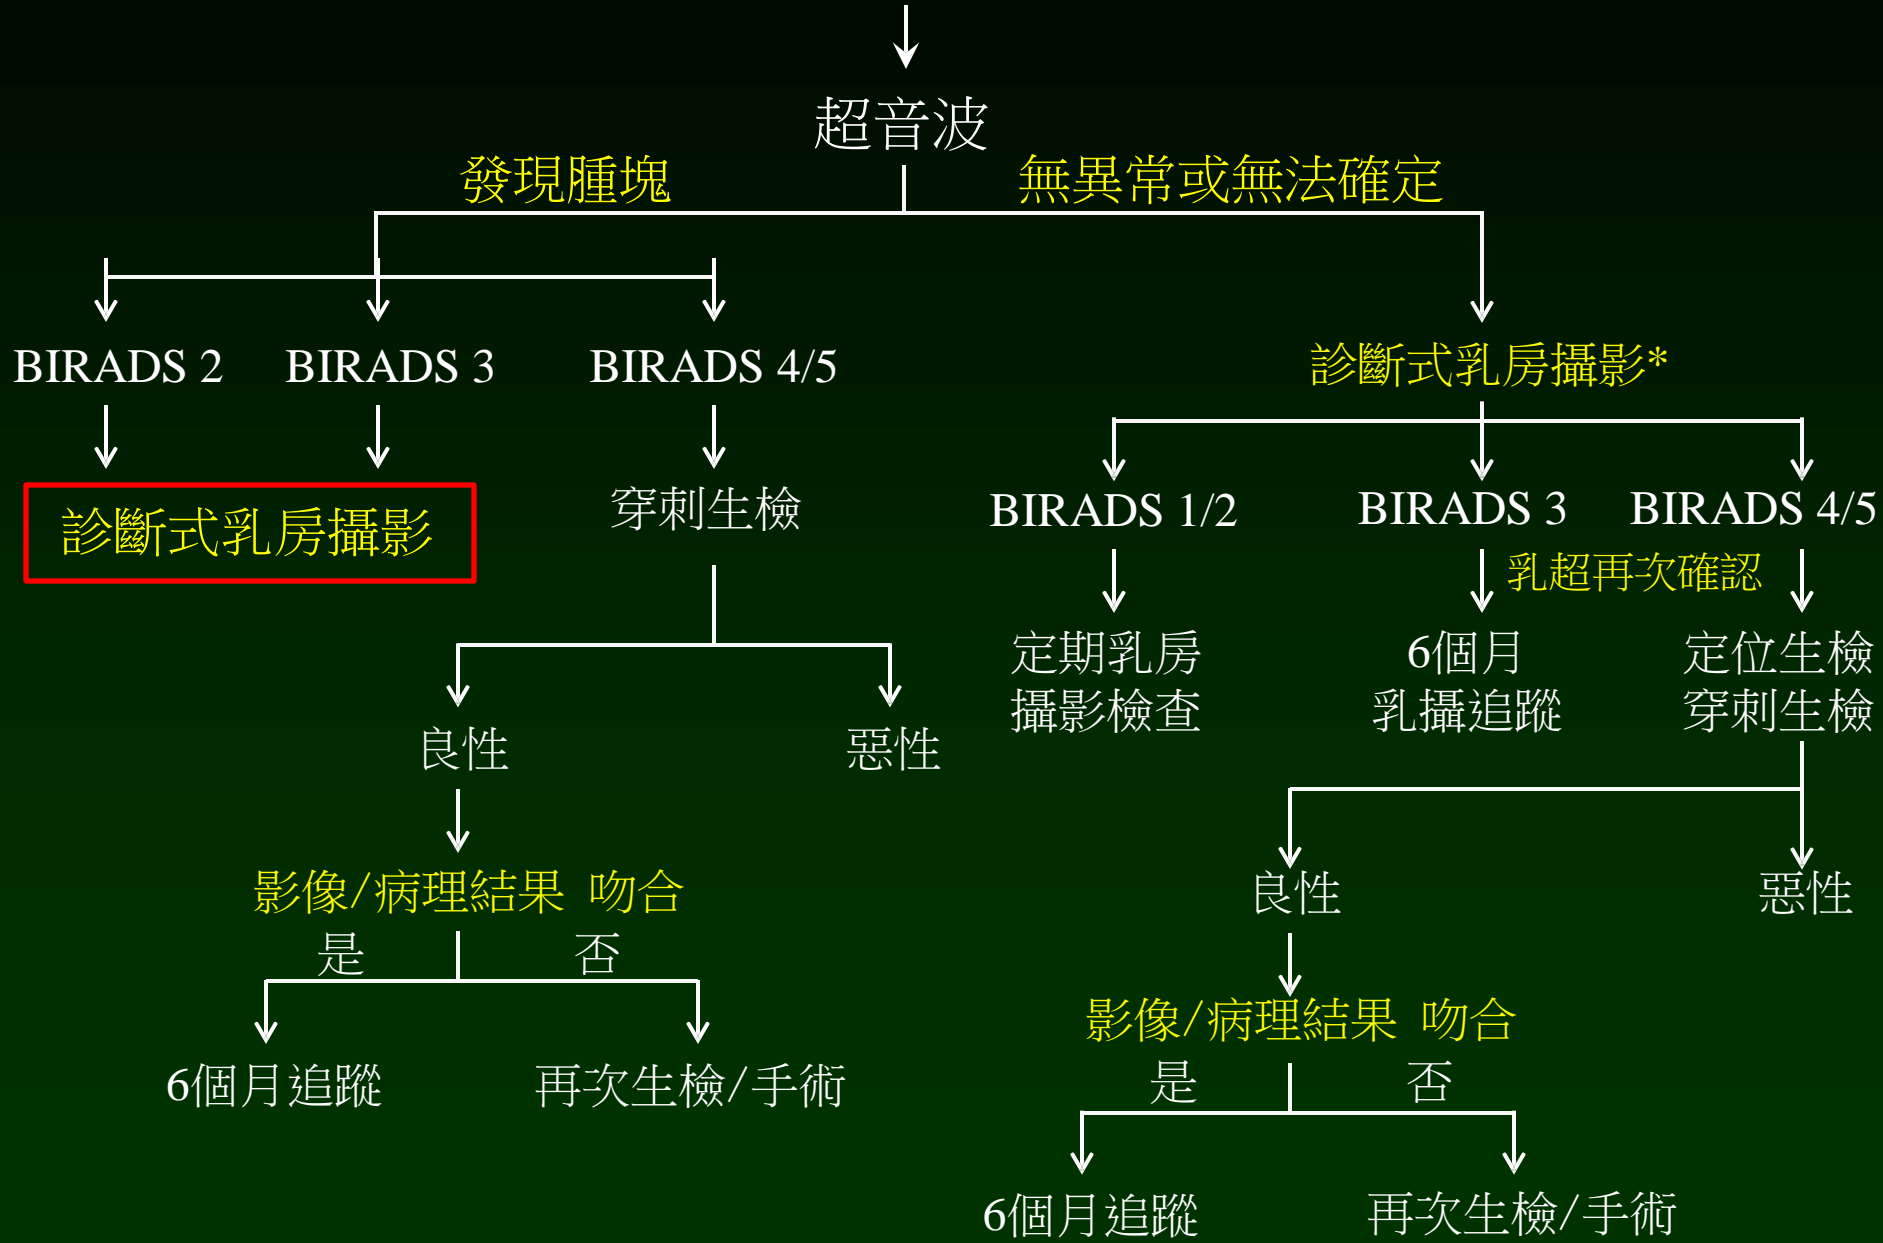 超音波
發現腫塊
無異常或無法確定
BIRADS 2
BIRADS 3
BIRADS 4/5
診斷式乳房攝影*
診斷式乳房攝影
穿刺生檢
BIRADS 1/2
BIRADS 3
BIRADS 4/5
乳超再次確認
定期乳房
攝影檢查
6個月
乳攝追蹤
定位生檢
穿刺生檢
良性
惡性
影像/病理結果 吻合
是
否
6個月追蹤
再次生檢/手術
良性
惡性
影像/病理結果 吻合
是
否
6個月追蹤
再次生檢/手術